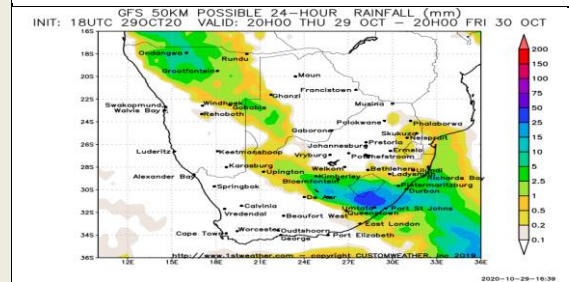 GFS 50KM POSSIBLE 24-HOUR RAINFALL (mm)
INIT: 18UTC 29OCT20 VALID: 20H00 THU 29 OCT - 20H00 FRI 30 OCT
16S
18S
20S
22S
24S
26S
28S
30S
32S
34S
36S
Ondangwa
Rundu
Grootfontein
Maun
Francistown
Ghanzi
Musina
Swakopmund
Walvis Bay
Windhoek
Gobabis
Rehoboth
Polokwane
Phalaborwa
Gaborone
Skukuza
Nelspruit
Pretoria
Johannesburg
Ermelo
Luderitz
Keetmanshoop
Vryburg
Potchefstroom
Karasburg
Upington
Welkom
Kimberley
Bethlehem
Ladysmith
Richards Bay
Alexander Bay
Bloemfontein
Pietermaritzburg
Durban
Springbok
De Aar
Calvinia
Vredendal
Beaufort West
Umtata
Port St Johns
Queenstown
East London
Cape Town
Worcester
Oudtshoorn
George
Port Elizabeth
http://www.1stweather.com - copyright CUSTOMWEATHER, Inc 2019
12E 15E 18E 21E 24E 27E 30E 33E 36E
200
150
100
75
50
25
15
10
5
2.5
1
0.5
0.2
0.1
2020-10-29-16:39